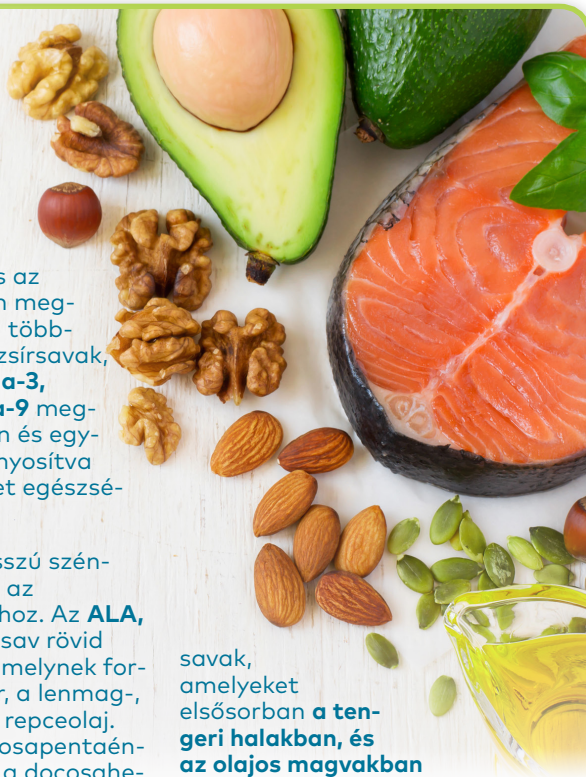 s az
meg-
több-
zsírsavak,
a-3,
a-9 meg-
n és egy-
nyosítva
et egészsé-
sszú szén-
az
hoz. Az ALA,
sav rövid
melynek for-
r, a lenmag-,
repceolaj.
osapentaén-
a docosahe-
savak,
amelyeket
elsősorban a ten-
geri halakban, és
az olajos magvakban